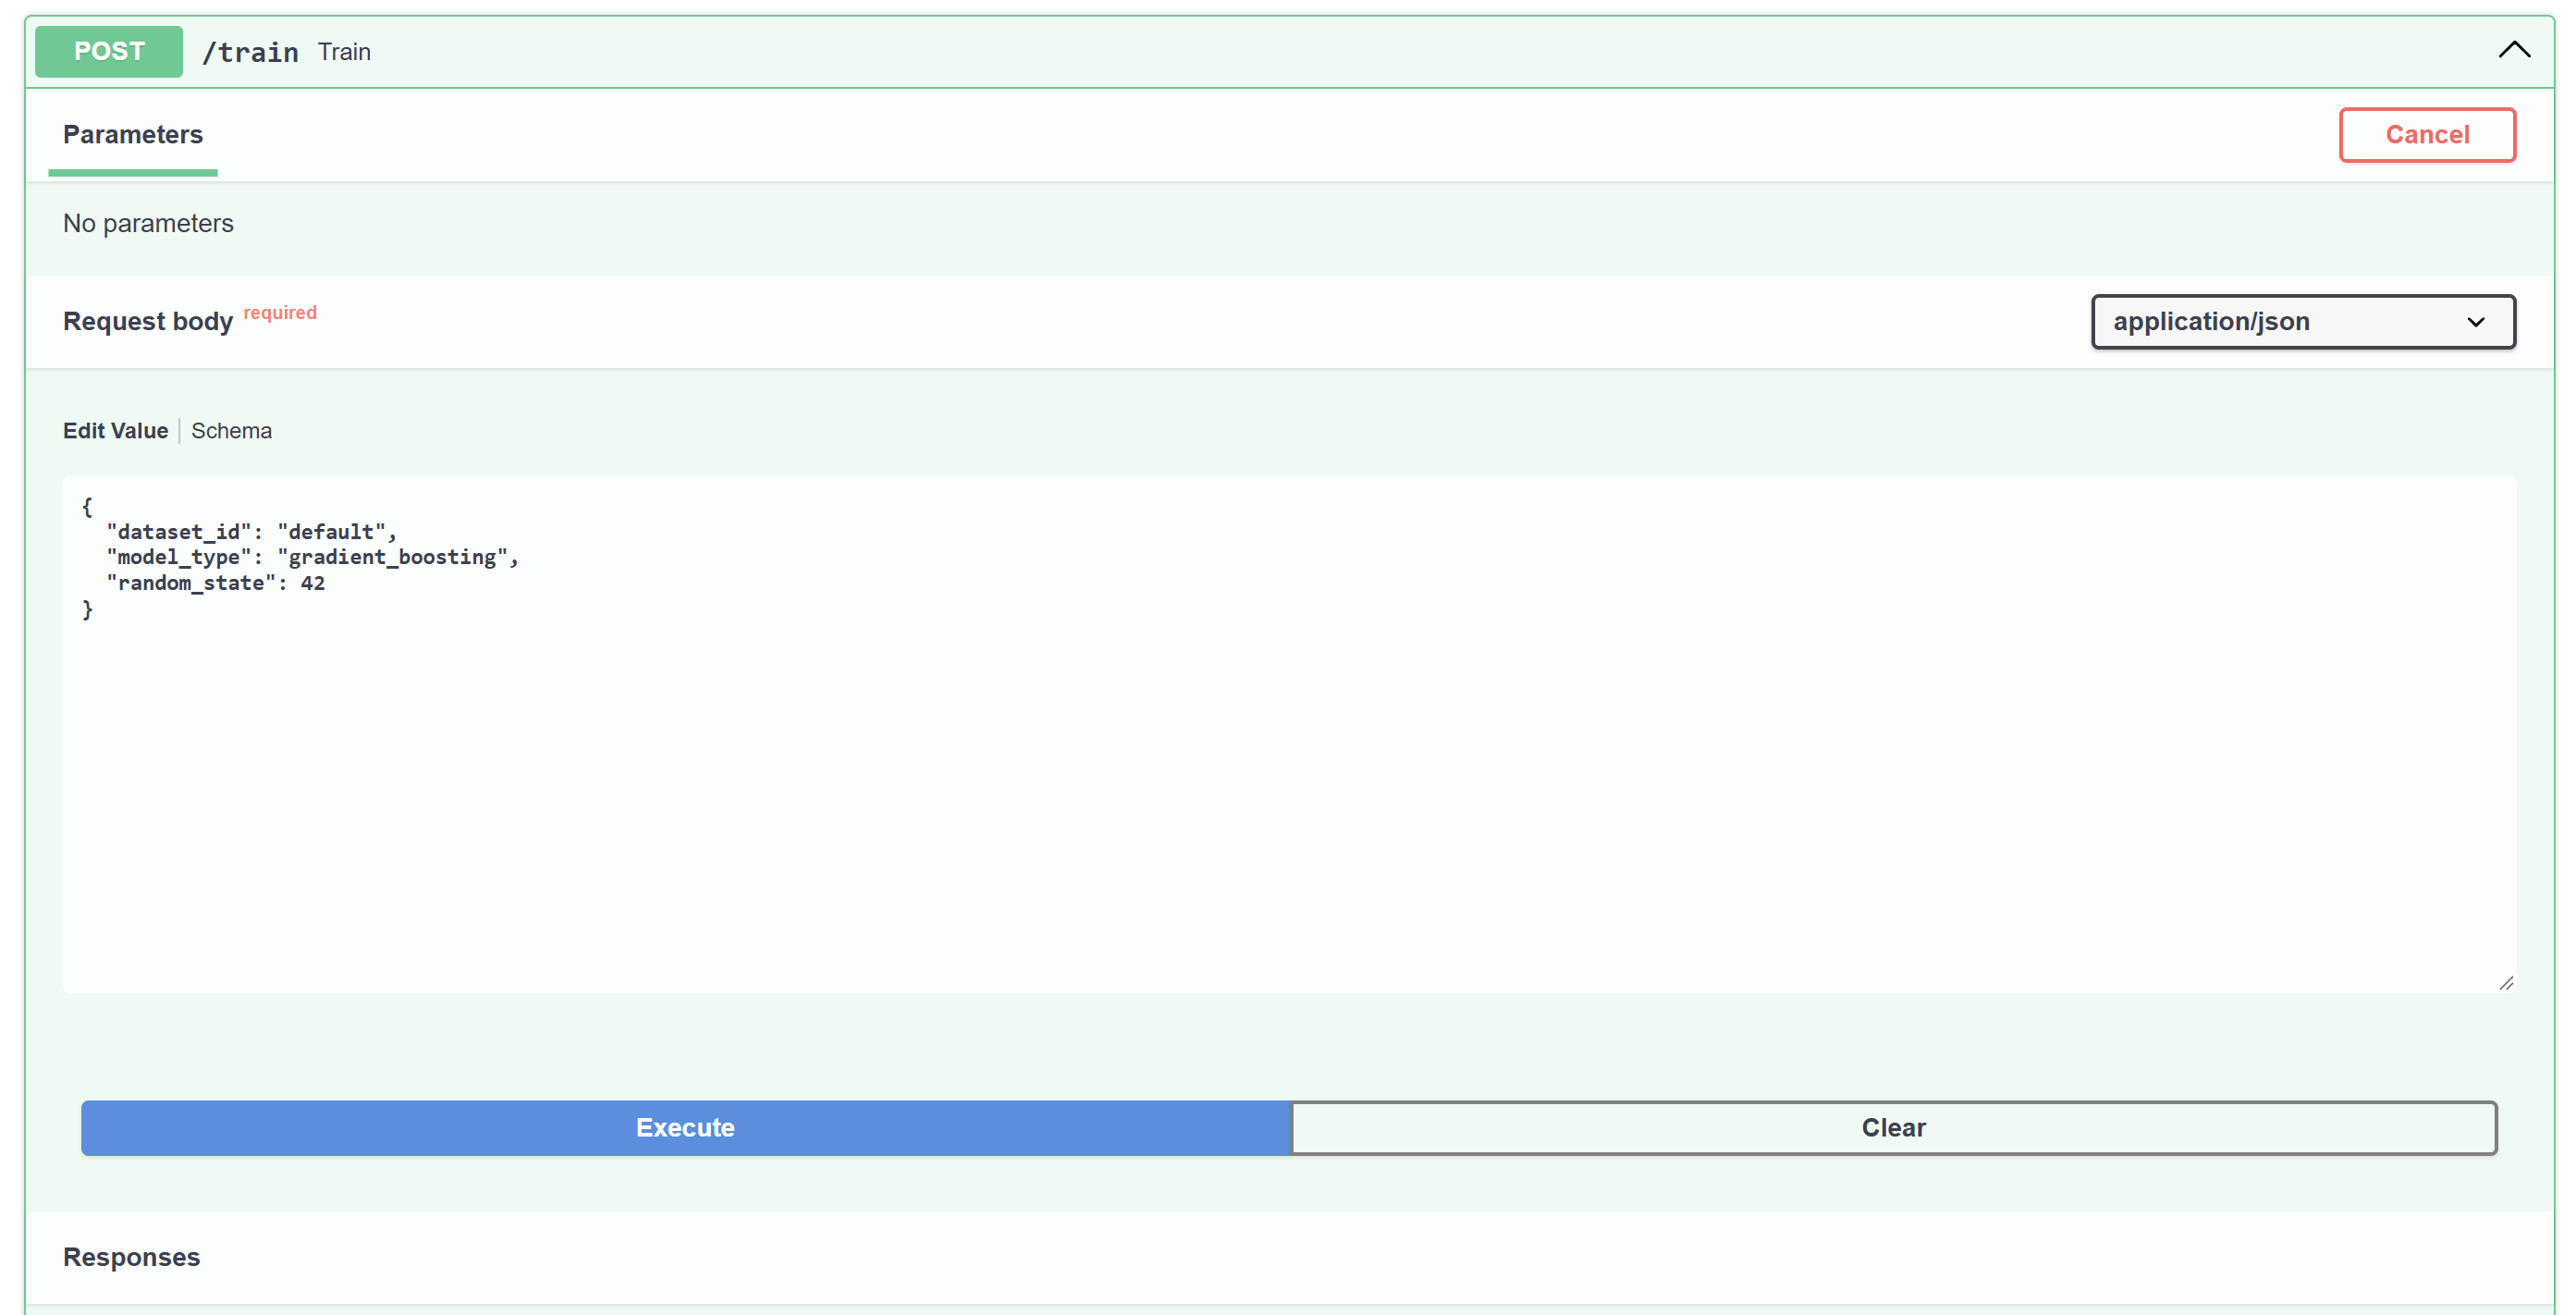 POST /train Train
Parameters
Cancel
No parameters
Request body required
application/json
Edit Value | Schema
{
  "dataset_id": "default",
  "model_type": "gradient_boosting",
  "random_state": 42
}
Execute
Clear
Responses